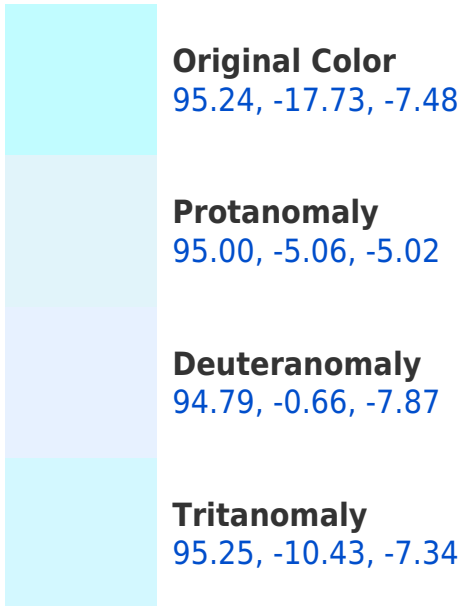 Original Color
95.24, -17.73, -7.48
Protanomaly
95.00, -5.06, -5.02
Deuteranomaly
94.79, -0.66, -7.87
Tritanomaly
95.25, -10.43, -7.34